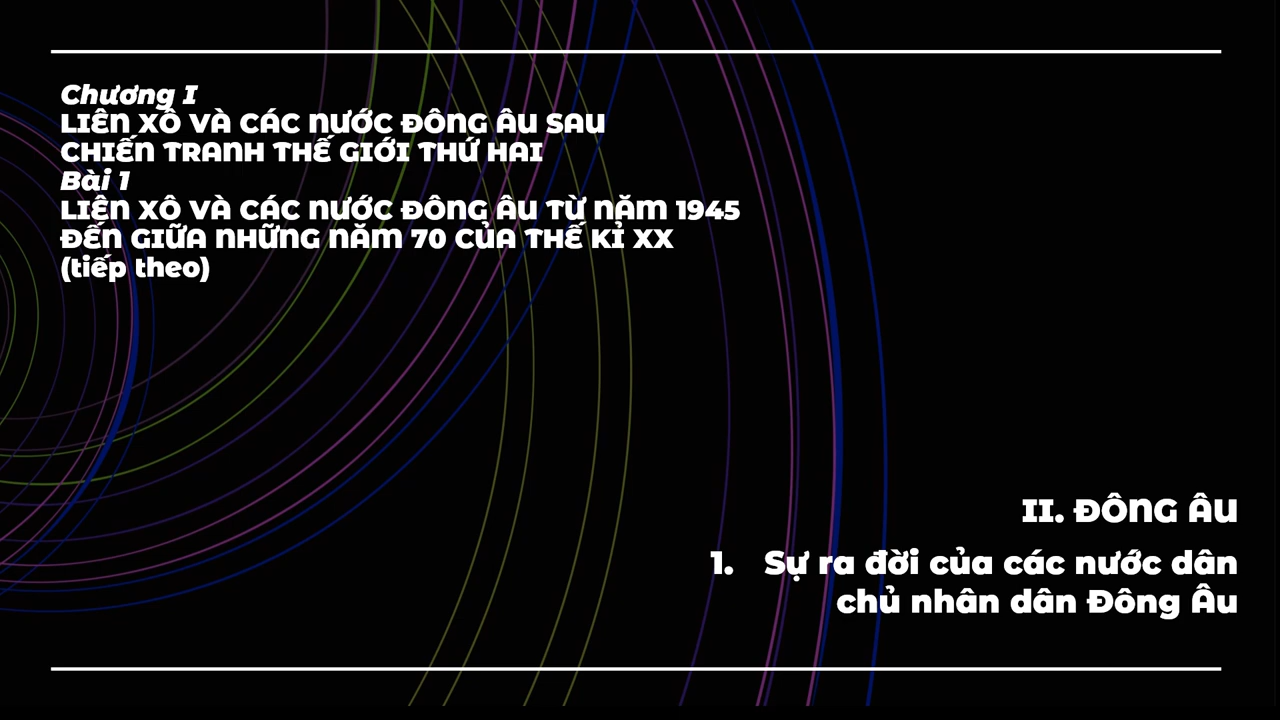 Chương I
LIÊN XÔ VÀ CÁC NƯỚC ĐÔNG ÂU SAU
CHIẾN TRANH THẾ GIỚI THỨ HAI
Bài 1
LIÊN XÔ VÀ CÁC NƯỚC ĐÔNG ÂU TỪ NĂM 1945
ĐẾN GIỮA NHỮNG NĂM 70 CỦA THẾ KỈ XX
(tiếp theo)
II. ĐÔNG ÂU
1. Sự ra đời của các nước dân
chủ nhân dân Đông Âu